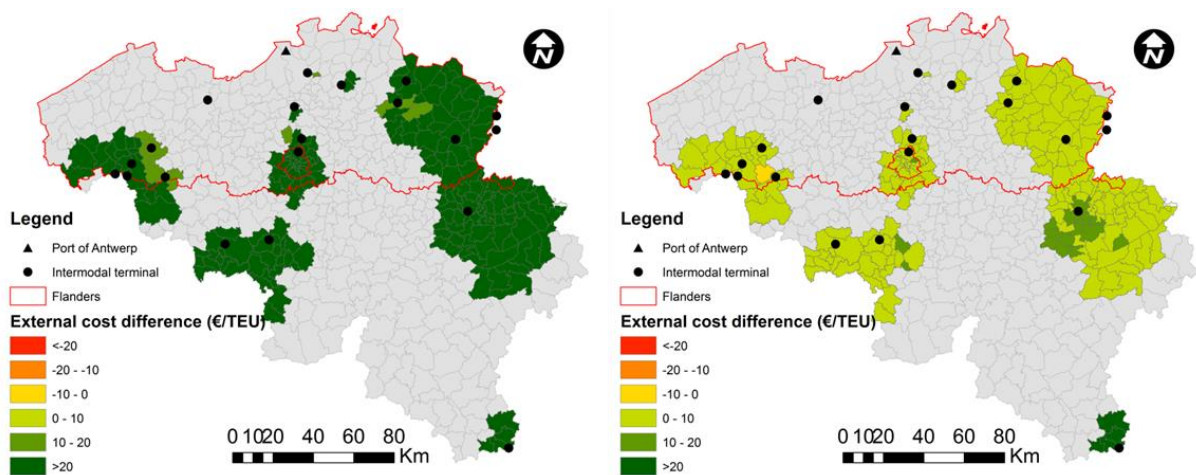 N
Legend
Port of Antwerp
Intermodal terminal
Flanders
External cost difference (€/TEU)
<-20
-20 - -10
-10 - 0
0 - 10
10 - 20
>20
0 10 20 40 60 80
Km
N
Legend
Port of Antwerp
Intermodal terminal
Flanders
External cost difference (€/TEU)
<-20
-20 - -10
-10 - 0
0 - 10
10 - 20
>20
0 10 20 40 60 80
Km